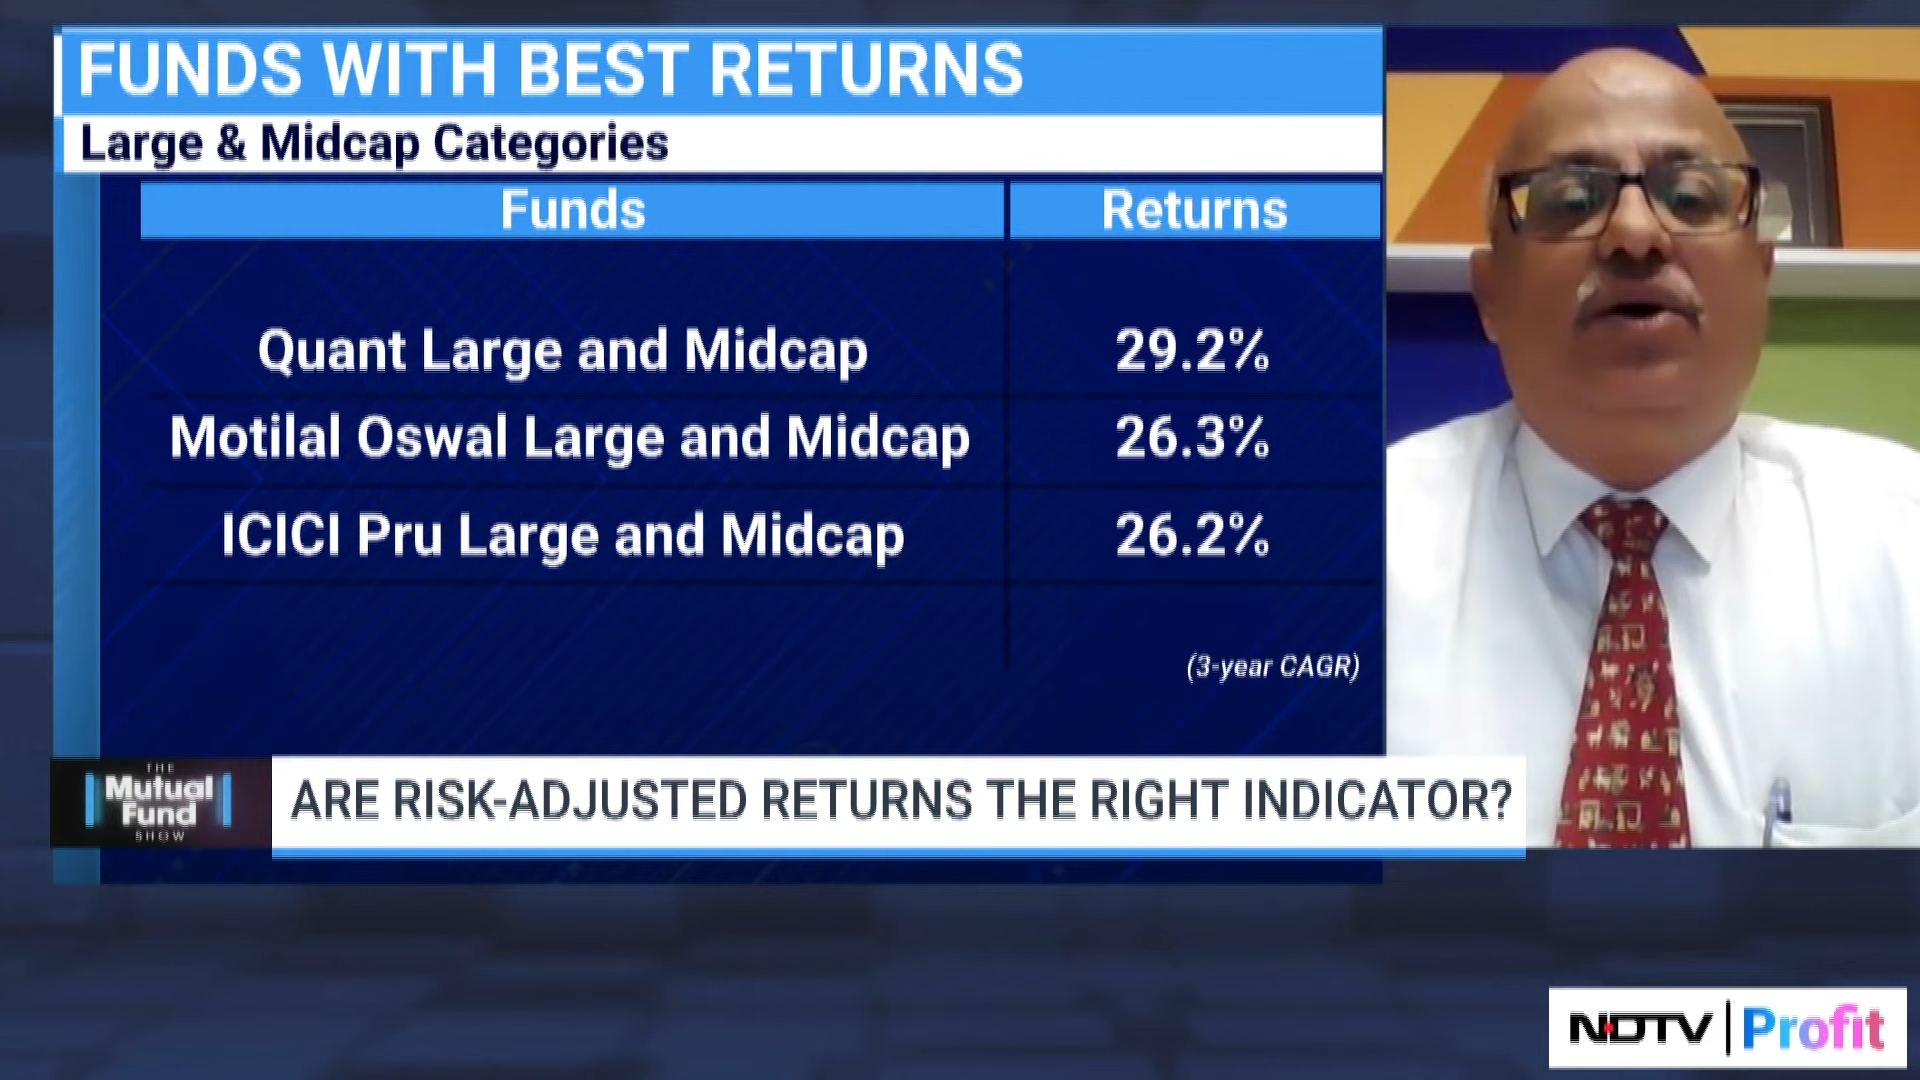 FUNDS WITH BEST RETURNS
Large & Midcap Categories
Funds Returns
Quant Large and Midcap 29.2%
Motilal Oswal Large and Midcap 26.3%
ICICI Pru Large and Midcap 26.2%
(3-year CAGR)
THE
Mutual
Fund
SHOW
ARE RISK-ADJUSTED RETURNS THE RIGHT INDICATOR?
NDTV Profit